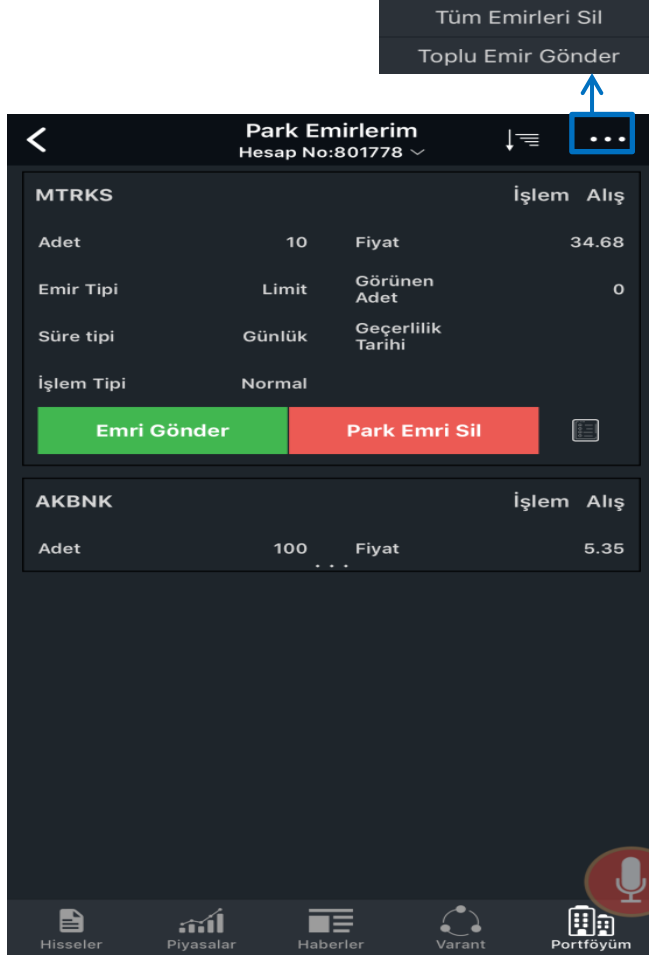 Tüm Emirleri Sil
Toplu Emir Gönder
Park Emirlerim
Hesap No:801778
MTRKS İşlem Alış
Adet 10 Fiyat 34.68
Emir Tipi Limit Görünen Adet 0
Süre tipi Günlük Geçerlilik Tarihi
İşlem Tipi Normal
Emri Gönder Park Emri Sil
AKBNK İşlem Alış
Adet 100 Fiyat 5.35
Hisseler Piyasalar Haberler Varant Portföyüm